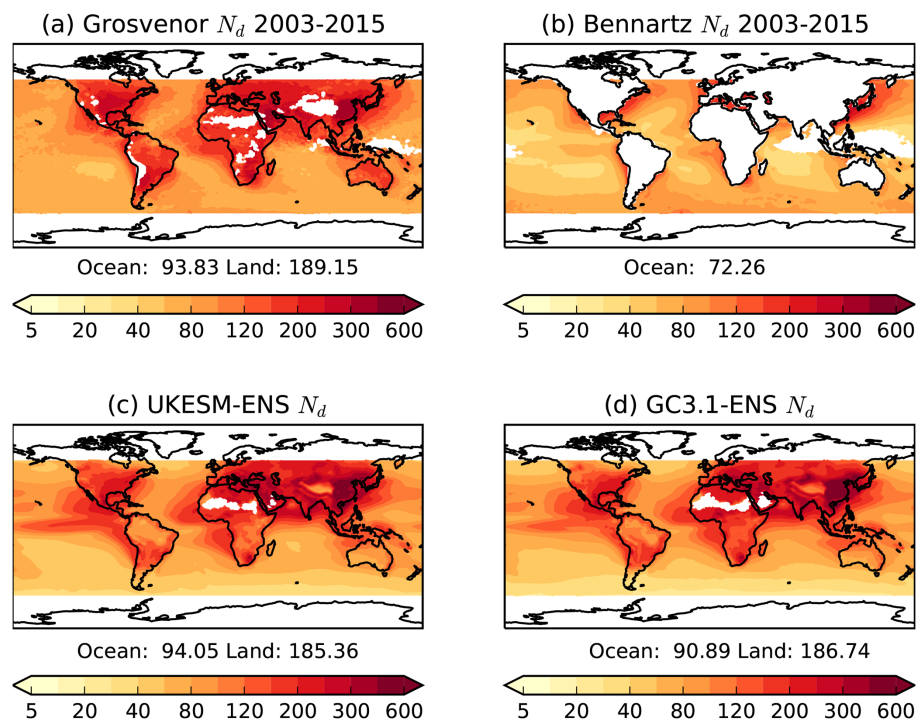 (a) Grosvenor N_d 2003-2015
(b) Bennartz N_d 2003-2015
Ocean: 93.83 Land: 189.15
Ocean: 72.26
5 20 40 80 120 200 300 600
5 20 40 80 120 200 300 600
(c) UKESM-ENS N_d
(d) GC3.1-ENS N_d
Ocean: 94.05 Land: 185.36
Ocean: 90.89 Land: 186.74
5 20 40 80 120 200 300 600
5 20 40 80 120 200 300 600